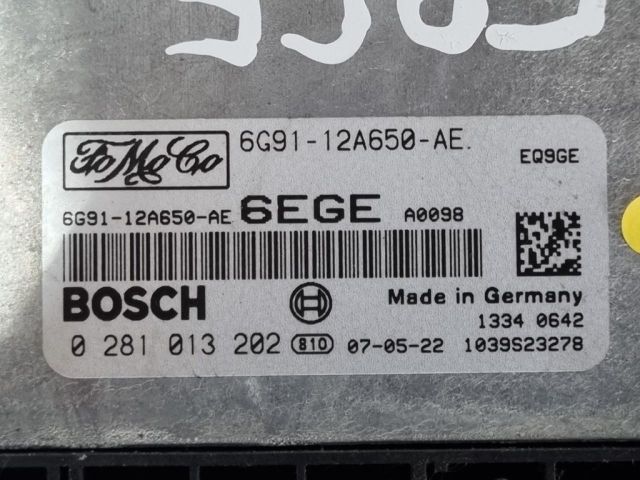 FoMoCo 6G91-12A650-AE.
EQ9GE
6G91-12A650-AE 6EGE A0098
BOSCH Made in Germany
1334 0642
0 281 013 202 810 07-05-22 1039S23278